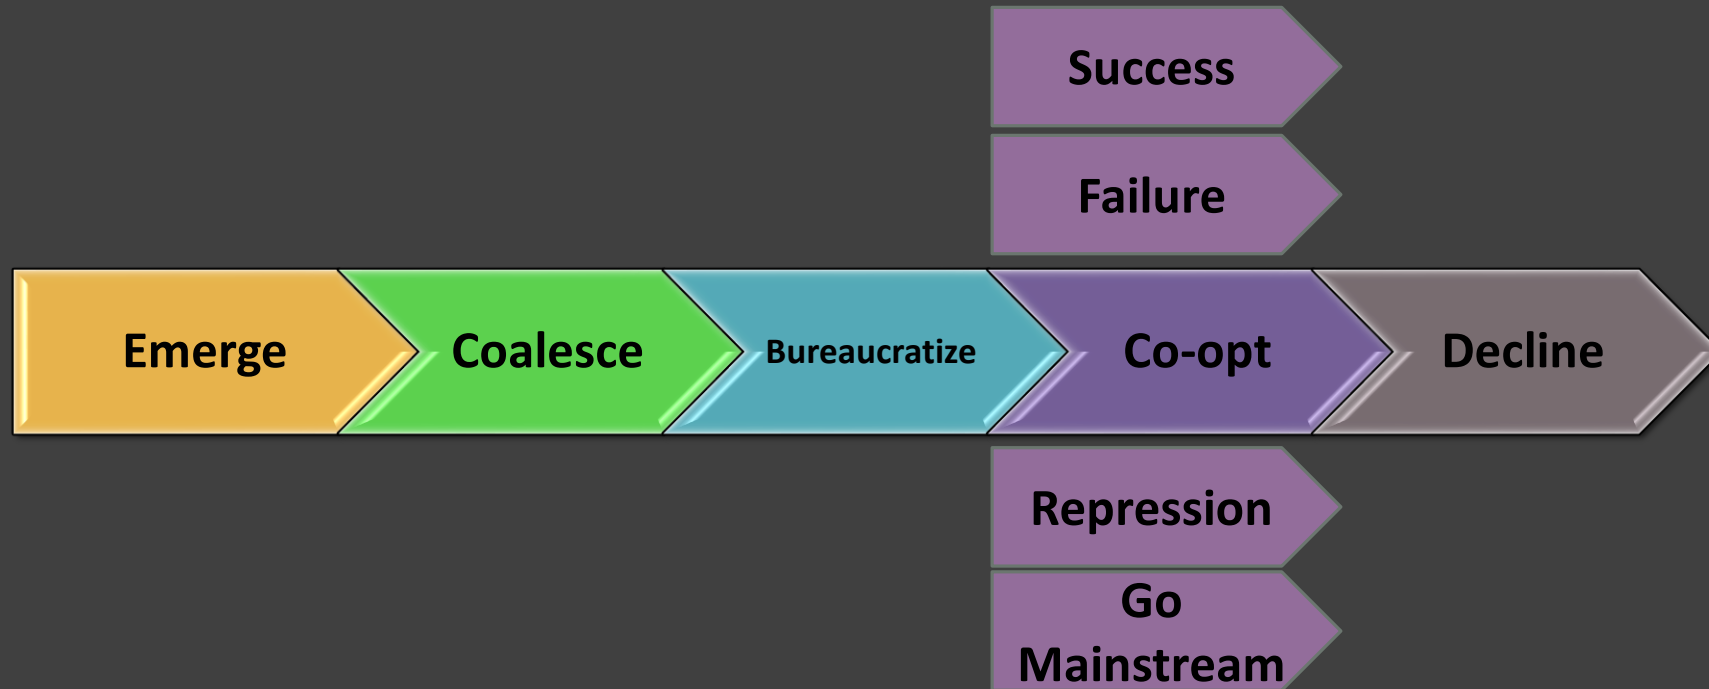 Success
Failure
Emerge
Coalesce
Bureaucratize
Co-opt
Decline
Repression
Go
Mainstream